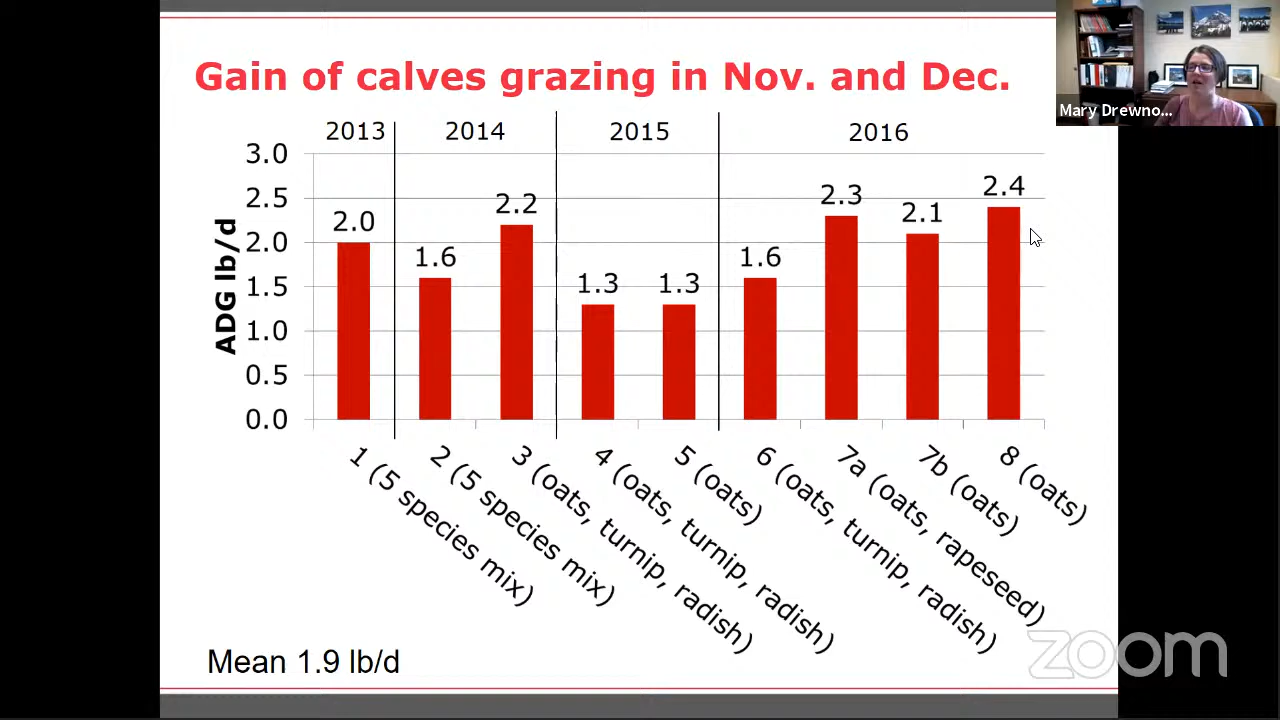 Gain of calves grazing in Nov. and Dec.
Mary Drewno...
2013 2014 2015 2016
3.0
2.5
2.0
1.5
1.0
0.5
0.0
ADG lb/d
2.0 1.6 2.2 1.3 1.3 1.6 2.3 2.1 2.4
1 (5 species mix)
2 (5 species mix)
3 (oats, turnip, radish)
4 (oats, turnip, radish)
5 (oats)
6 (oats, turnip, radish)
7a (oats, rapeseed)
7b (oats)
8 (oats)
Mean 1.9 lb/d
zoom